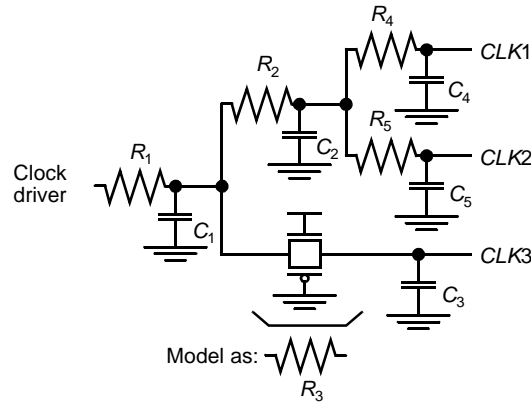 R4
CLK1
R2
C4
R5
C2
Clock
driver
R1
CLK2
C5
C1
CLK3
C3
Model as:
R3